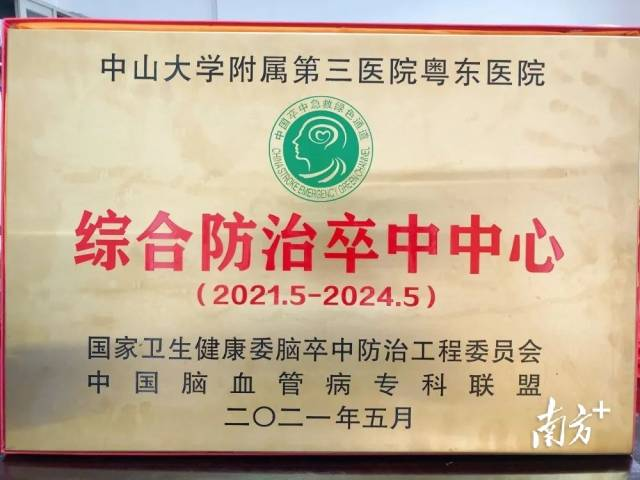 中山大学附属第三医院粤东医院
中国卒中急救绿色通道
CHINA STROKE EMERGENCY GREEN CHANNEL
综合防治卒中中心
(2021.5-2024.5)
国家卫生健康委脑卒中防治工程委员会
中国脑血管病专科联盟
二〇二一年五月
南方+